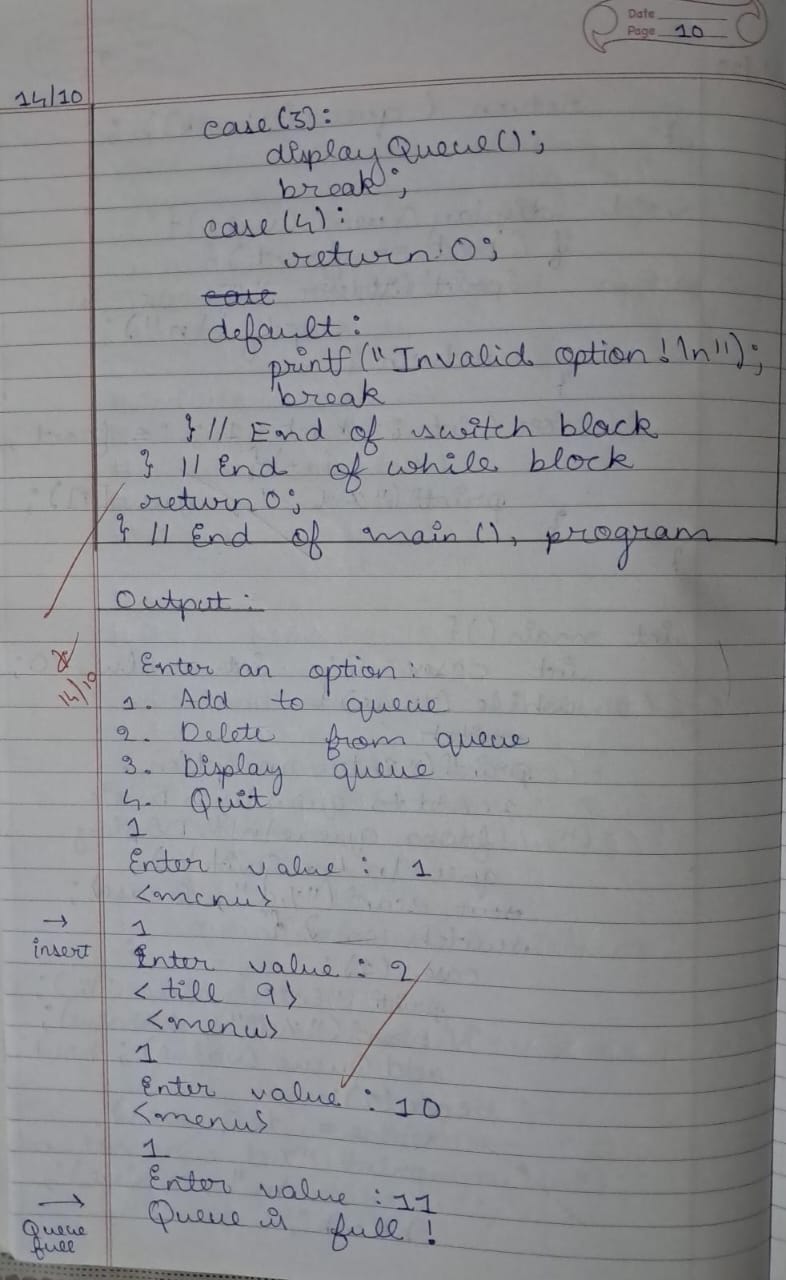 Date
Page 10
14/10
case(3):
displayQueue();
break;
case(4):
return 0;
case
default:
printf("Invalid option!\n");
break
} // End of switch block
} // End of while block
return 0;
} // End of main(), program
Output:
14/10
Enter an option:
1. Add to queue
2. Delete from queue
3. Display queue
4. Quit
1
Enter value : 1
<menu>
1
→
insert
Enter value : 2
< till 9>
<menu>
1
Enter value : 10
<menu>
1
Enter value : 11
→
Queue is full !
Queue
full